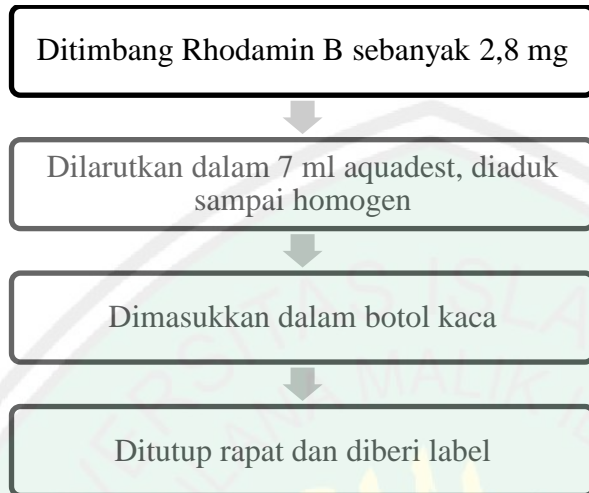 Ditimbang Rhodamin B sebanyak 2,8 mg
Dilarutkan dalam 7 ml aquadest, diaduk
sampai homogen
Dimasukkan dalam botol kaca
Ditutup rapat dan diberi label